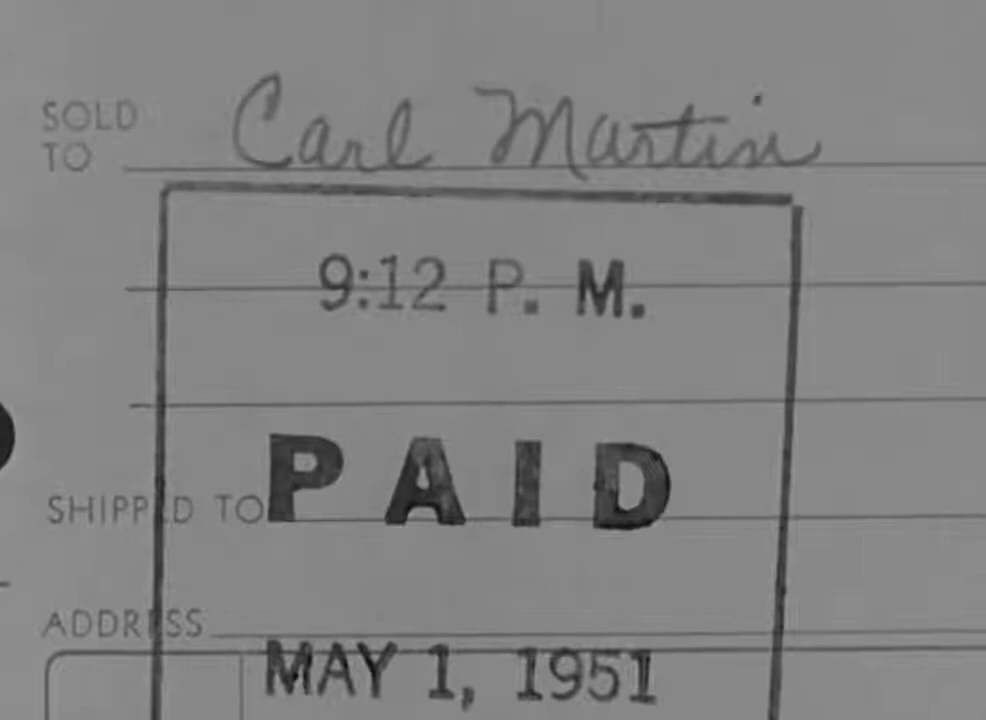 SOLD
TO Carl Martin
9:12 P. M.
PAID
SHIPPED TO
ADDRESS
MAY 1, 1951